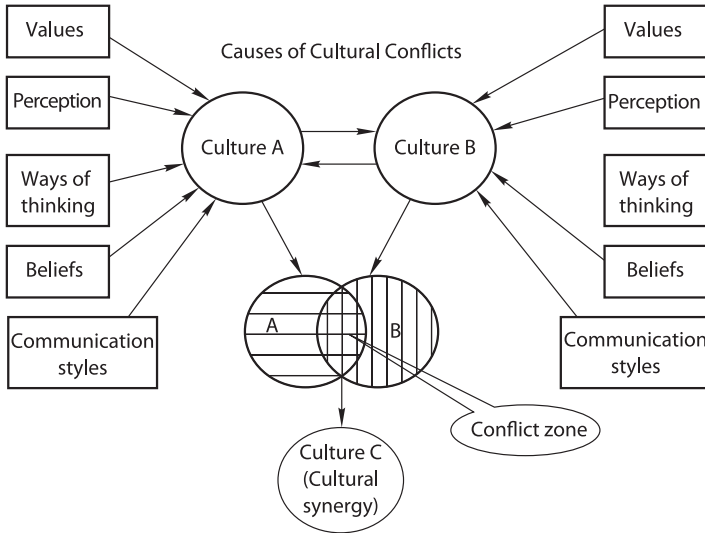 Causes of Cultural Conflicts
Values
Perception
Ways of
thinking
Beliefs
Communication
styles
Culture A
Culture B
Values
Perception
Ways of
thinking
Beliefs
Communication
styles
A
B
Conflict zone
Culture C
(Cultural
synergy)